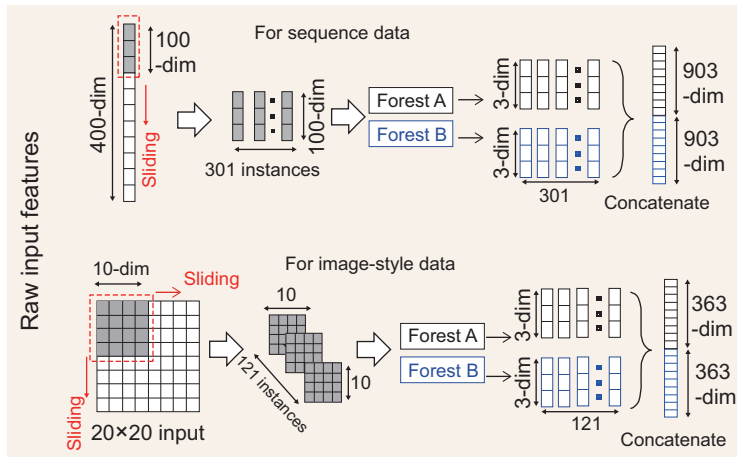 Raw input features
For sequence data
400-dim
100
-dim
Sliding
301 instances
100-dim
Forest A
Forest B
3-dim
3-dim
301
903
-dim
903
-dim
Concatenate
For image-style data
10-dim
Sliding
Sliding
20×20 input
10
10
121 instances
Forest A
Forest B
3-dim
3-dim
121
363
-dim
363
-dim
Concatenate